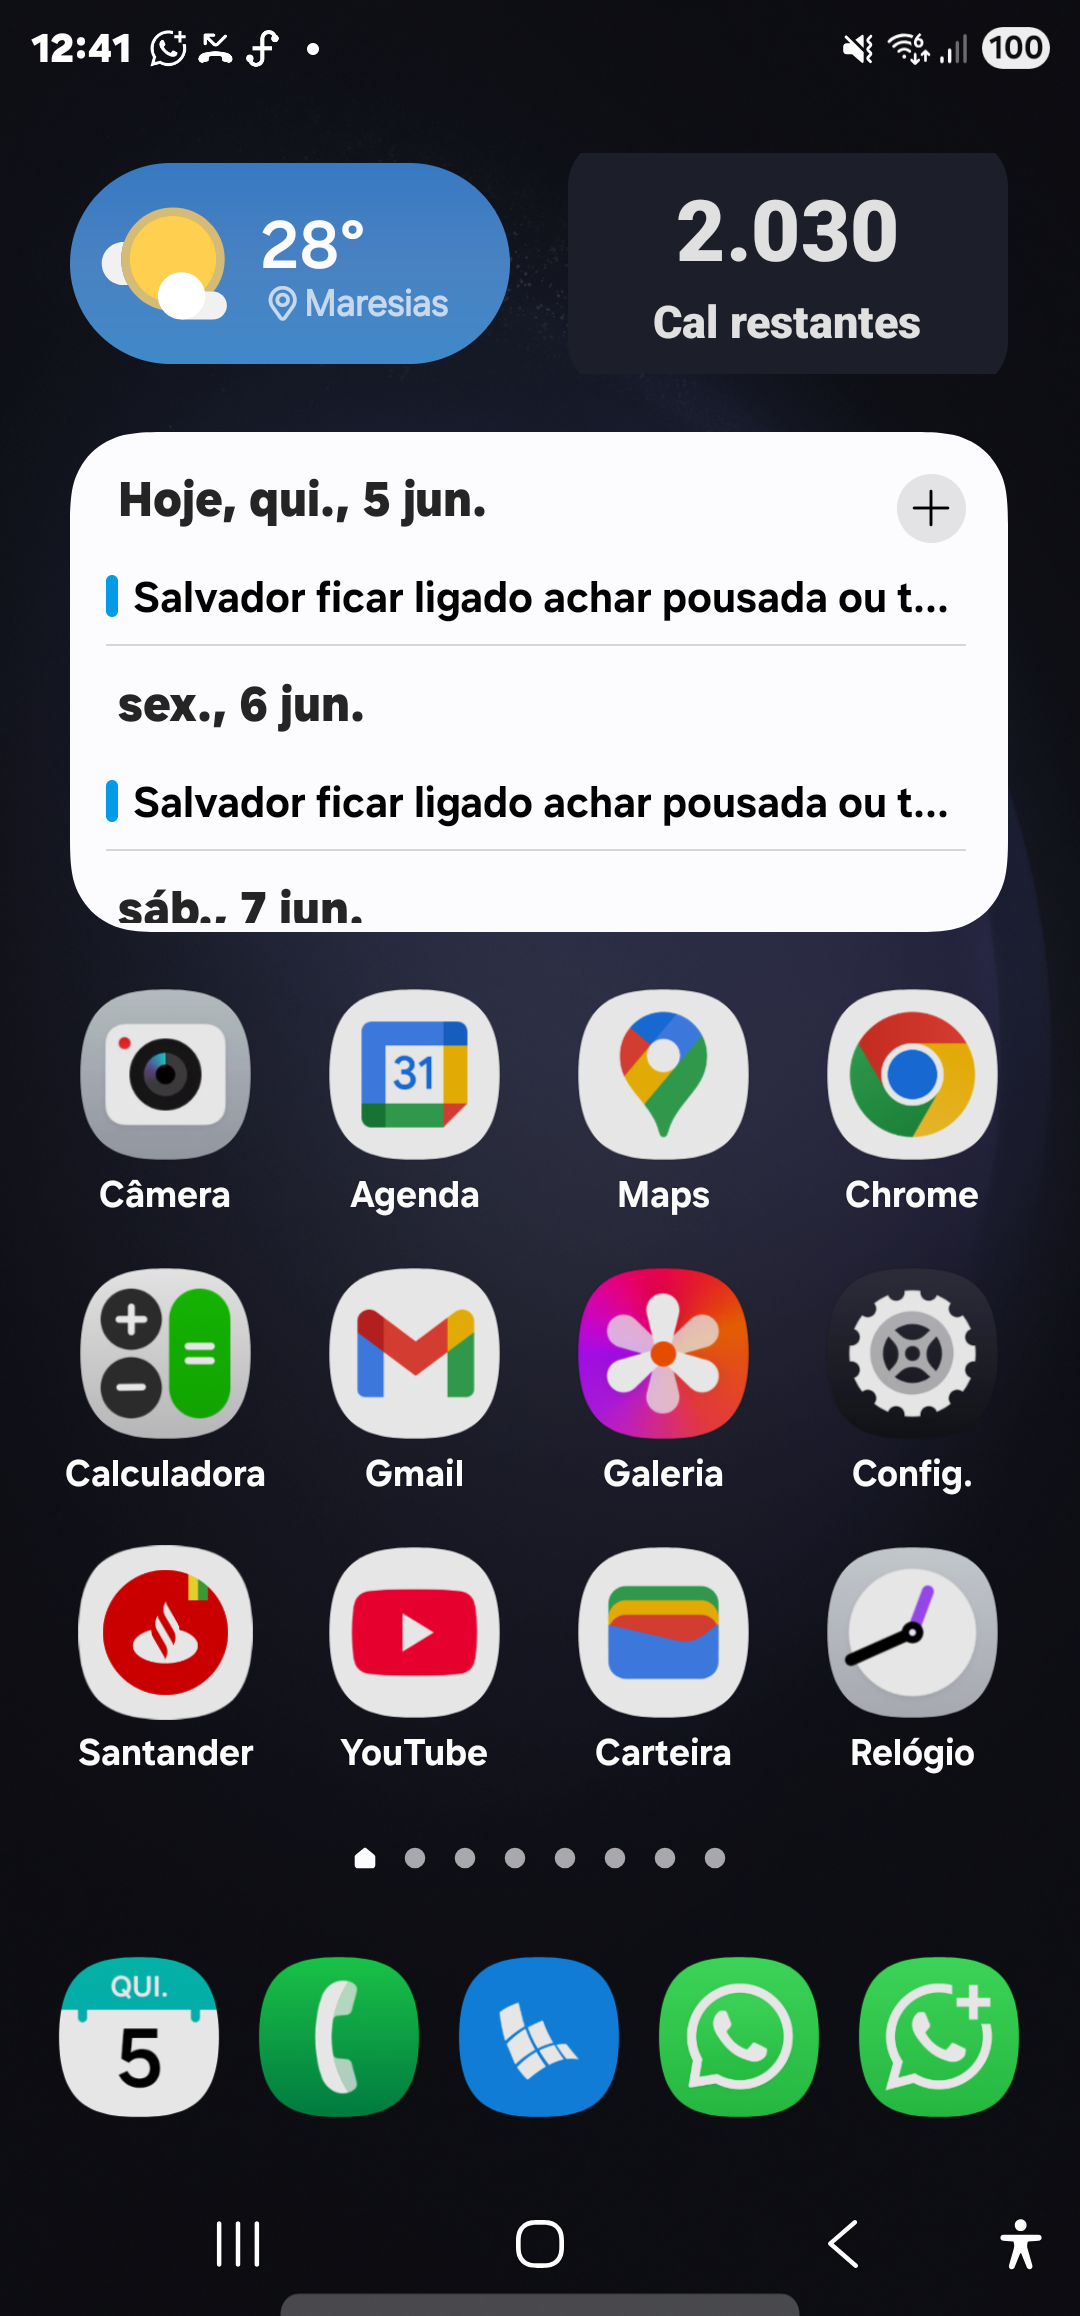 12:41
6
100
28°
Maresias
2.030
Cal restantes
Hoje, qui., 5 jun.
Salvador ficar ligado achar pousada ou t...
sex., 6 jun.
Salvador ficar ligado achar pousada ou t...
sáb., 7 jun.
31
Câmera
Agenda
Maps
Chrome
Calculadora
Gmail
Galeria
Config.
Santander
YouTube
Carteira
Relógio
QUI.
5